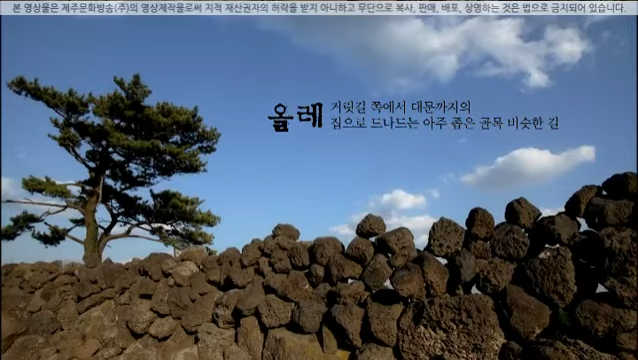 본 영상물은 제주문화방송(주)의 영상제작물로써 지적 재산권자의 허락을 받지 아니하고 무단으로 복사, 판매, 배포, 상영하는 것은 법으로 금지되어 있습니다.
올레
거릿길 쪽에서 대문까지의
집으로 드나드는 아주 좁은 골목 비슷한 길